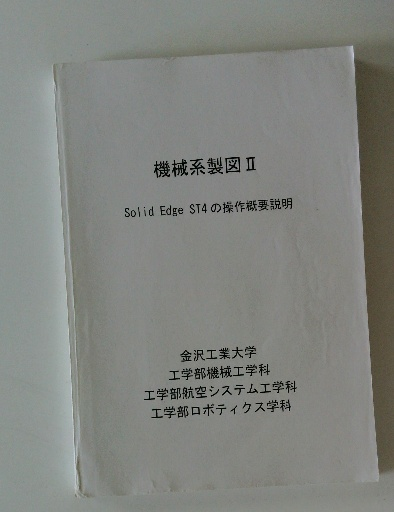 機械系製図Ⅱ
Solid Edge ST4の操作概要説明
金沢工業大学
工学部機械工学科
工学部航空システム工学科
工学部ロボティクス学科